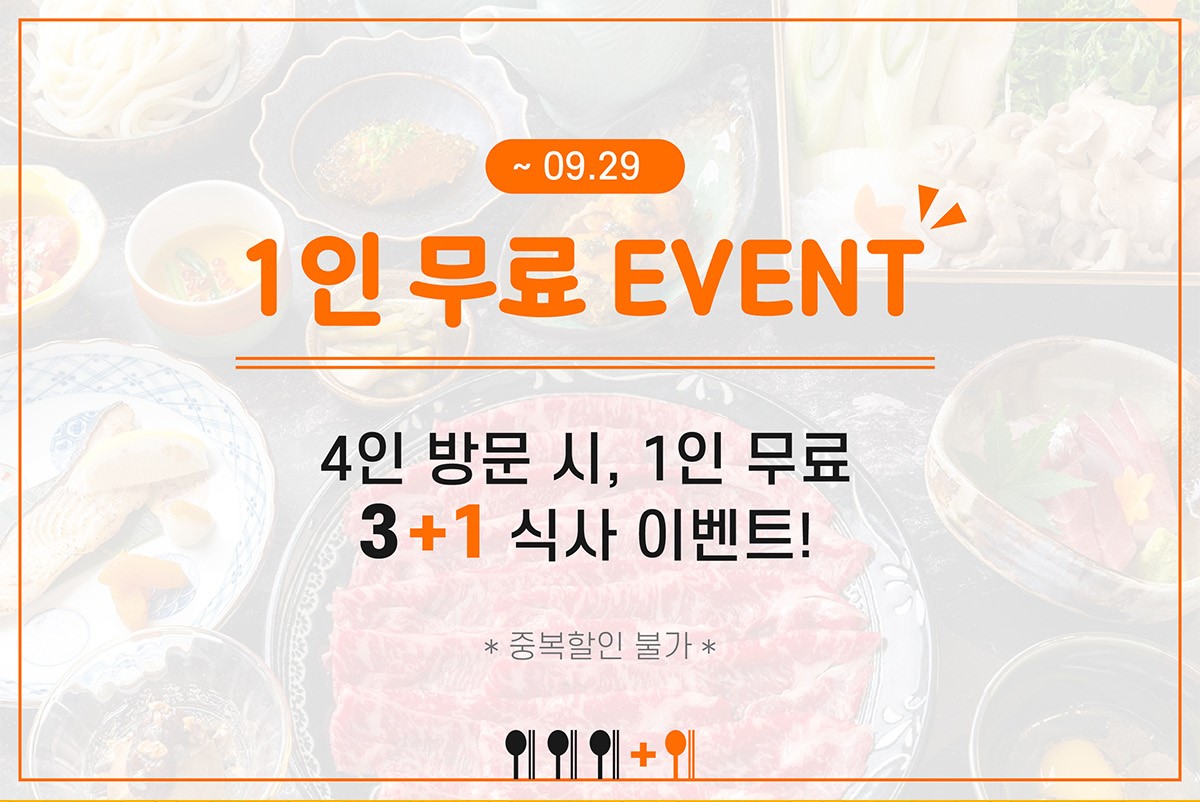 ~ 09.29
1인 무료 EVENT
4인 방문 시, 1인 무료
3+1 식사 이벤트!
* 중복할인 불가 *
+